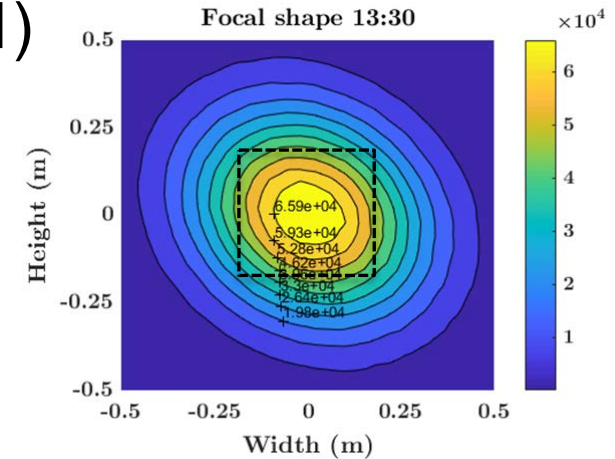 )
Focal shape 13:30
×10⁴
0.5
0.25
0
-0.25
-0.5
Height (m)
-0.5
-0.25
0
0.25
0.5
Width (m)
6
5
4
3
2
1
6.59e+04
5.93e+04
5.28e+04
4.62e+04
3.3e+04
2.64e+04
1.98e+04